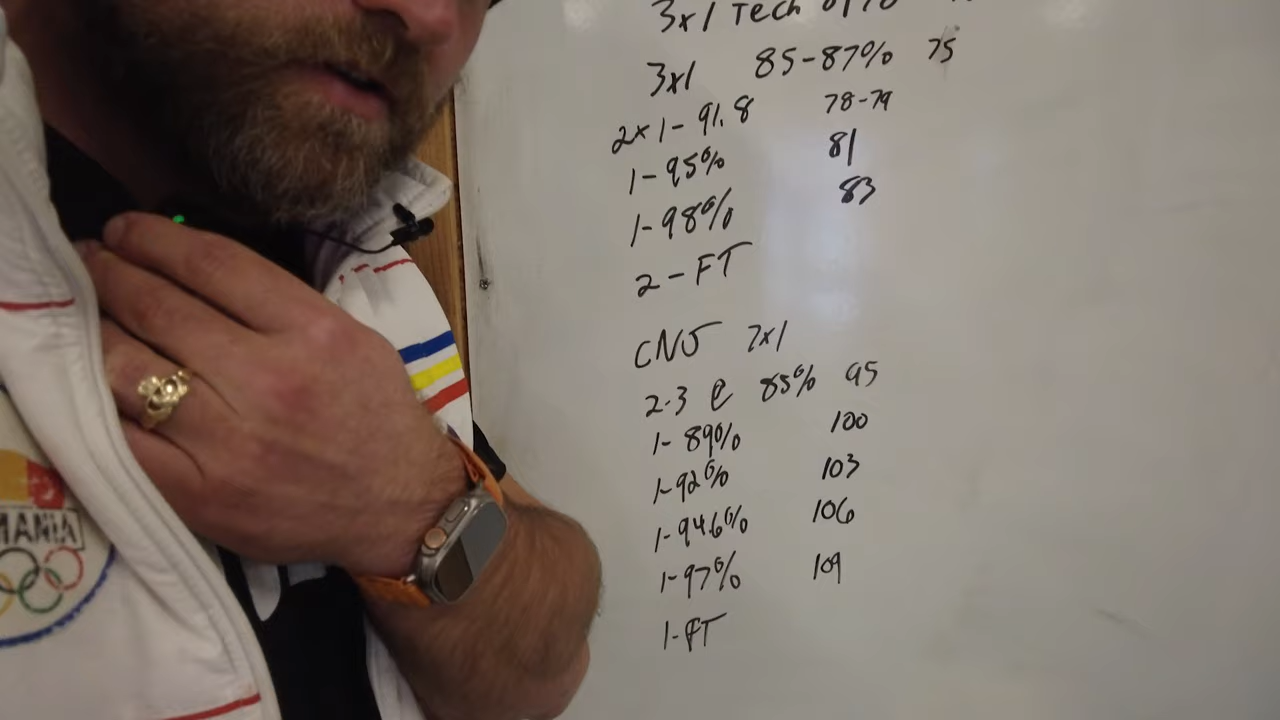 3x1 Tech
3x1 85-87% 75
2x1-91.8 78-79
1-95% 81
1-98% 83
2-FT
CNJ 7x1
2-3 @ 85% 95
1-89% 100
1-92% 103
1-94.6% 106
1-97% 109
1-FT
MANIA